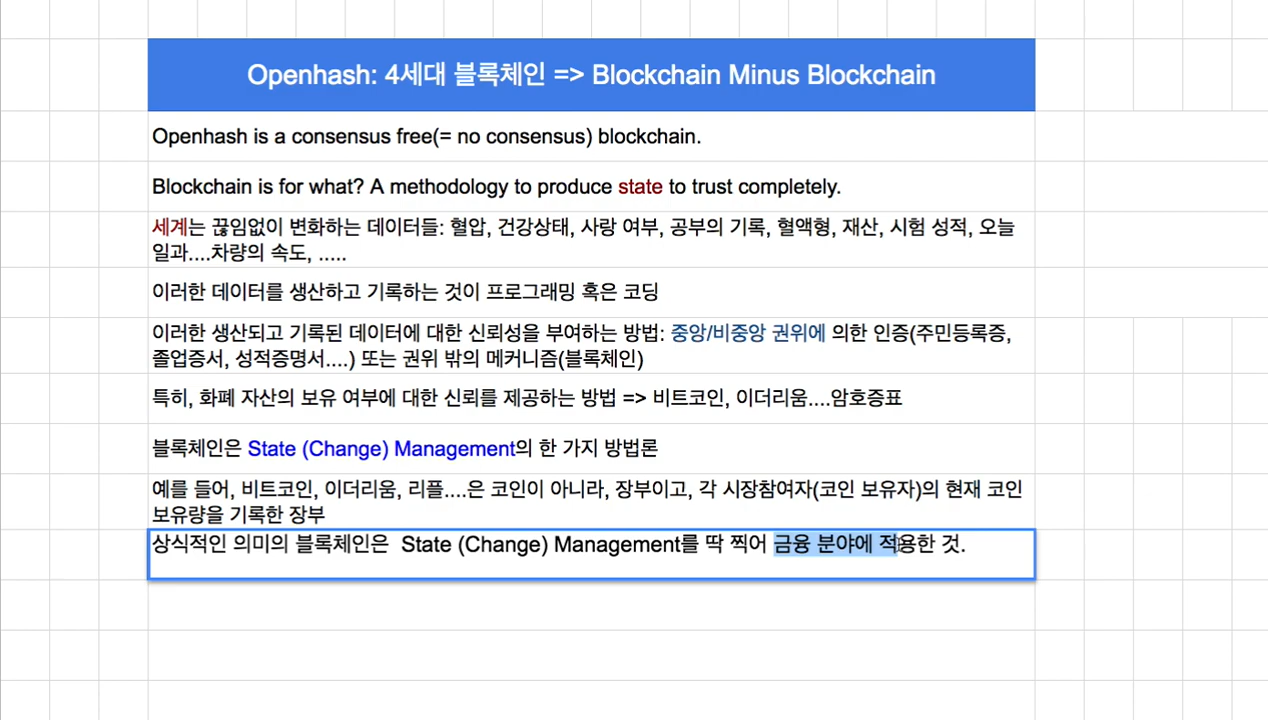 Openhash: 4세대 블록체인 => Blockchain Minus Blockchain
Openhash is a consensus free(= no consensus) blockchain.
Blockchain is for what? A methodology to produce state to trust completely.
세계는 끊임없이 변화하는 데이터들: 혈압, 건강상태, 사랑 여부, 공부의 기록, 혈액형, 재산, 시험 성적, 오늘
일과....차량의 속도, .....
이러한 데이터를 생산하고 기록하는 것이 프로그래밍 혹은 코딩
이러한 생산되고 기록된 데이터에 대한 신뢰성을 부여하는 방법: 중앙/비중앙 권위에 의한 인증(주민등록증,
졸업증서, 성적증명서....) 또는 권위 밖의 메커니즘(블록체인)
특히, 화폐 자산의 보유 여부에 대한 신뢰를 제공하는 방법 => 비트코인, 이더리움....암호증표
블록체인은 State (Change) Management의 한 가지 방법론
예를 들어, 비트코인, 이더리움, 리플....은 코인이 아니라, 장부이고, 각 시장참여자(코인 보유자)의 현재 코인
보유량을 기록한 장부
상식적인 의미의 블록체인은  State (Change) Management를 딱 찍어 금융 분야에 적용한 것.